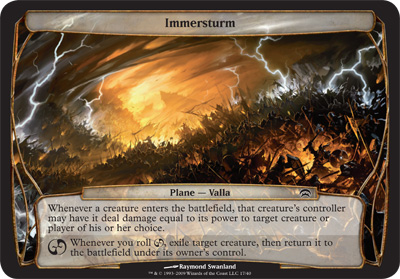 Immersturm
Plane — Valla
Whenever a creature enters the battlefield, that creature's controller
may have it deal damage equal to its power to target creature or
player of his or her choice.
Whenever you roll , exile target creature, then return it to
the battlefield under its owner's control.
Raymond Swanland
™ & © 1993–2009 Wizards of the Coast LLC 17/40